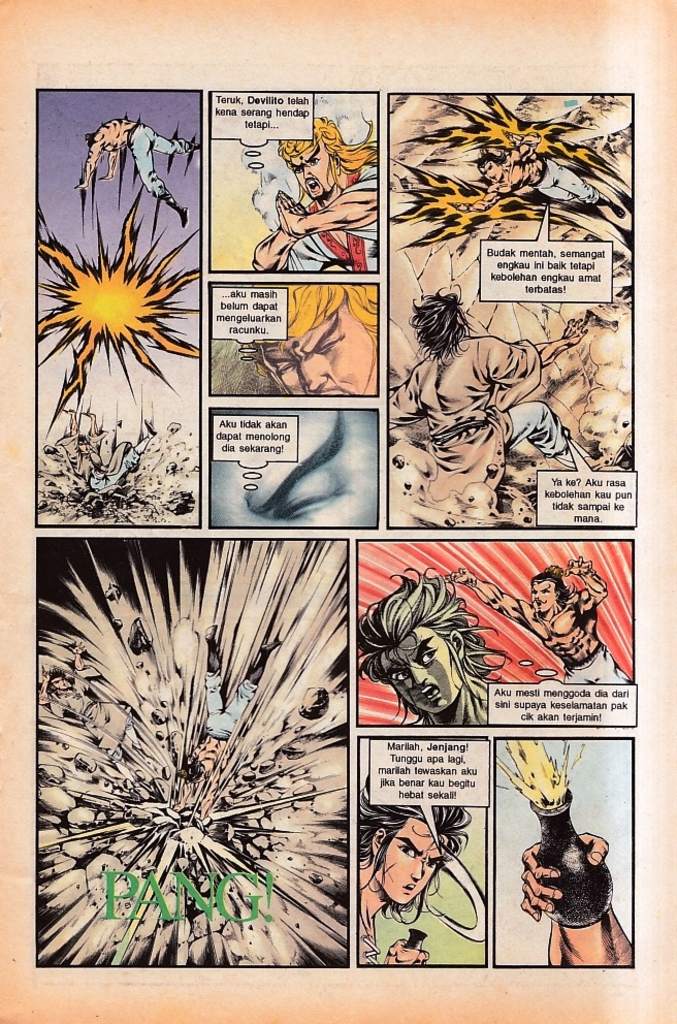 Teruk, Devilito telah
kena serang hendap
tetapi...
...aku masih
belum dapat
mengeluarkan
racunku.
Aku tidak akan
dapat menolong
dia sekarang!
Budak mentah, semangat
engkau ini baik tetapi
kebolehan engkau amat
terbatas!
Ya ke? Aku rasa
kebolehan kau pun
tidak sampai ke
mana.
PANG!
Aku mesti menggoda dia dari
sini supaya keselamatan pak
cik akan terjamin!
Marilah, Jenjang!
Tunggu apa lagi,
marilah tewaskan aku
jika benar kau begitu
hebat sekali!